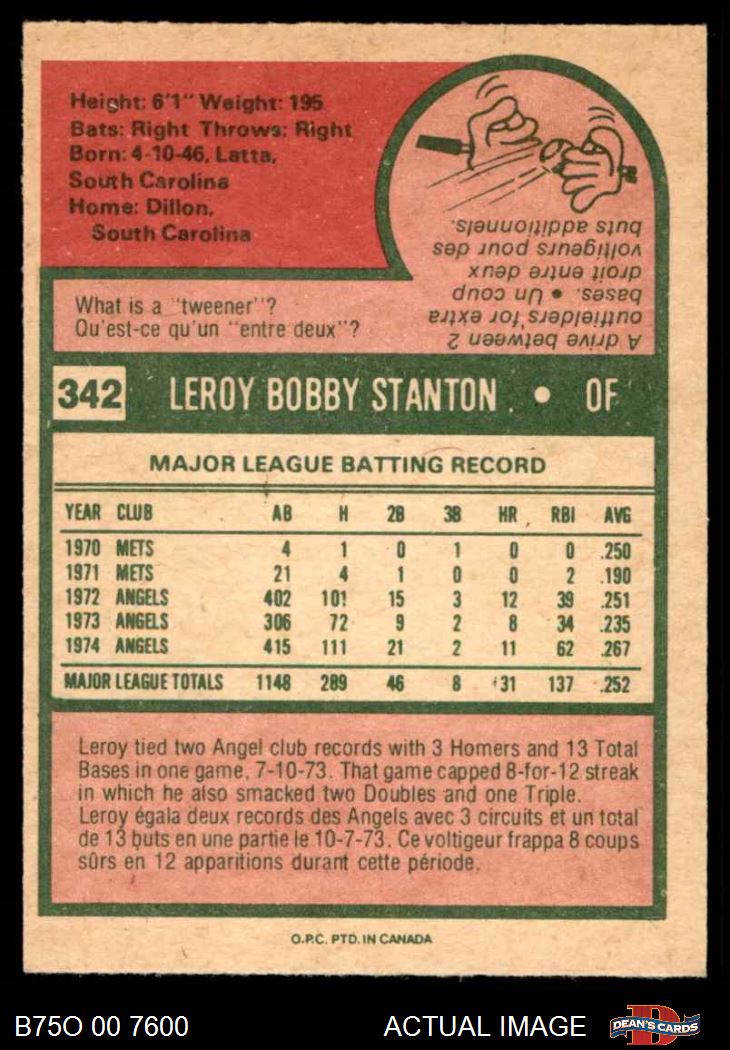 Height: 6'1" Weight: 195
Bats: Right Throws: Right
Born: 4-10-46, Latta,
South Carolina
Home: Dillon,
South Carolina
What is a "tweener"?
Qu'est-ce qu'un "entre deux"?
A drive between 2
outfielders for extra
bases. • Un coup
droit entre deux
voltigeurs pour des
buts additionnels.
342 LEROY BOBBY STANTON • OF
MAJOR LEAGUE BATTING RECORD
YEAR CLUB AB H 2B 3B HR RBI AVG
1970 METS 4 1 0 1 0 0 .250
1971 METS 21 4 1 0 0 2 .190
1972 ANGELS 402 101 15 3 12 39 .251
1973 ANGELS 306 72 9 2 8 34 .235
1974 ANGELS 415 111 21 2 11 62 .267
MAJOR LEAGUE TOTALS 1148 289 46 8 31 137 .252
Leroy tied two Angel club records with 3 Homers and 13 Total
Bases in one game, 7-10-73. That game capped 8-for-12 streak
in which he also smacked two Doubles and one Triple.
Leroy égala deux records des Angels avec 3 circuits et un total
de 13 buts en une partie le 10-7-73. Ce voltigeur frappa 8 coups
sûrs en 12 apparitions durant cette période.
O.P.C. PTD. IN CANADA
B75O 00 7600 ACTUAL IMAGE DEAN'S CARDS